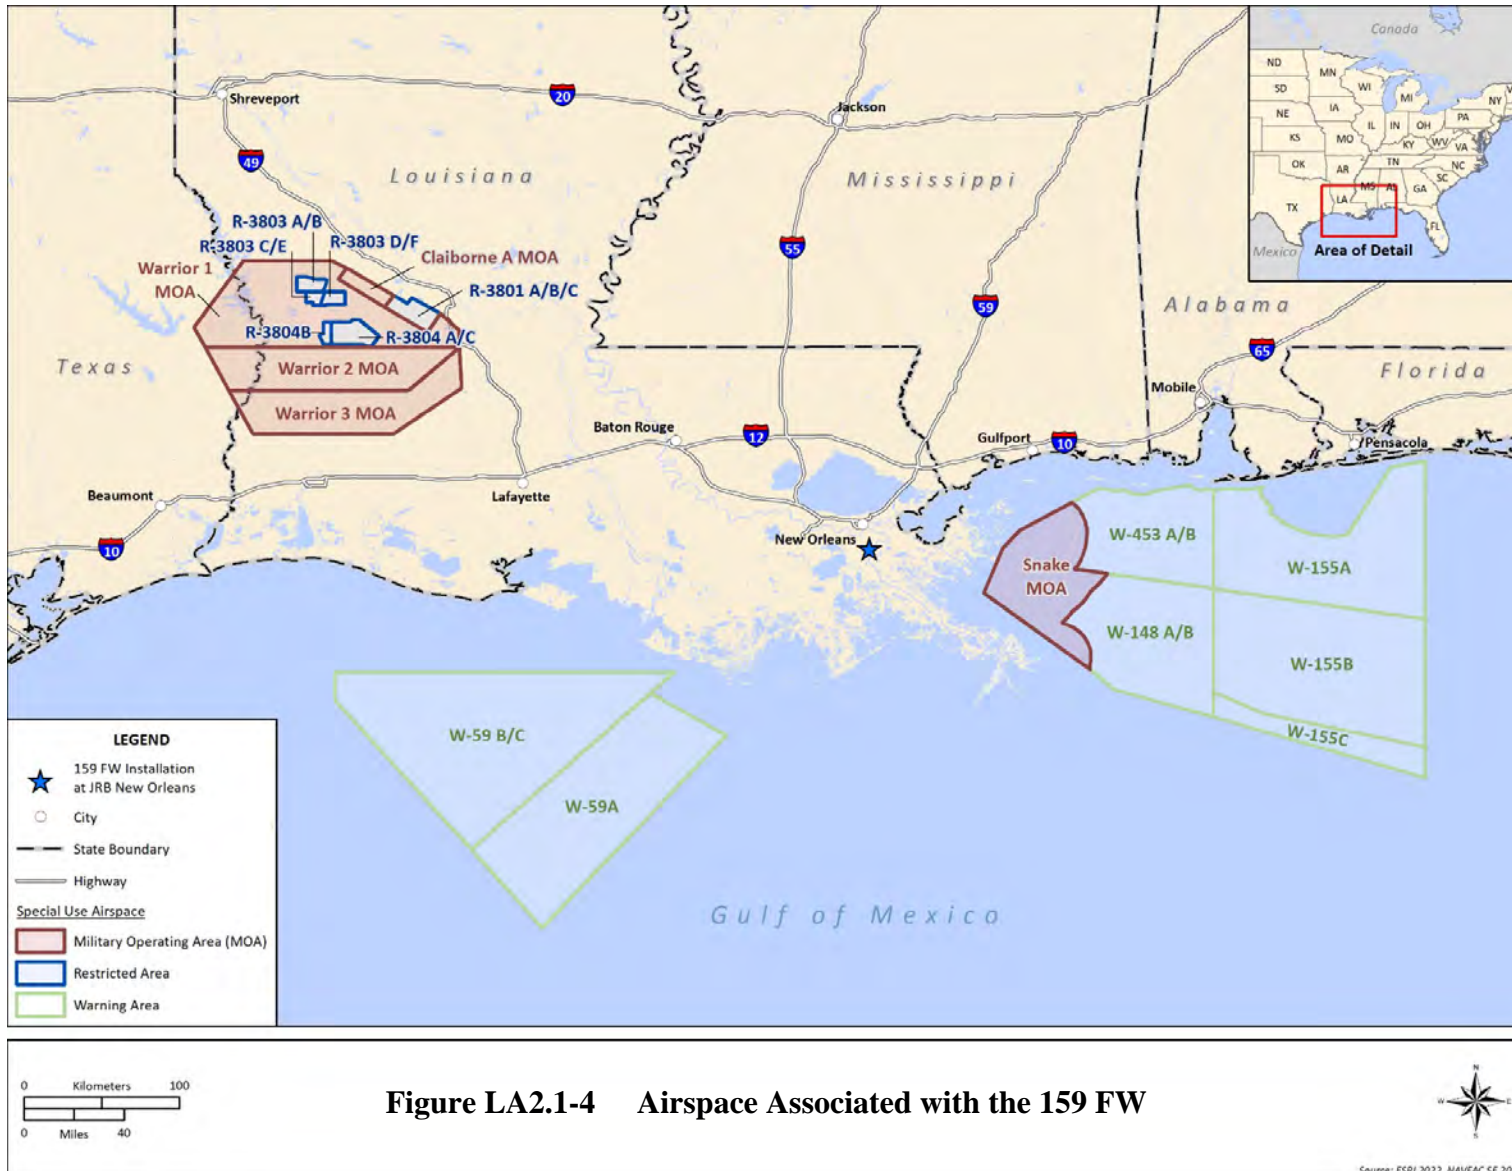 Canada
ND
MN
SD
WI
MI
NY
NE
IA
PA
IL
IN
OH
KS
MO
WV
VA
KY
OK
AR
TN
NC
SC
MS
AL
GA
TX
LA
FL
Mexico
Area of Detail
Shreveport
20
Jackson
49
Louisiana
Mississippi
R-3803 A/B
R-3803 C/E
R-3803 D/F
Claiborne A MOA
Warrior 1
MOA
R-3801 A/B/C
55
59
Alabama
R-3804B
R-3804 A/C
65
Texas
Warrior 2 MOA
Florida
Mobile
Warrior 3 MOA
Baton Rouge
12
Gulfport
10
Pensacola
Beaumont
Lafayette
10
New Orleans
W-453 A/B
Snake
MOA
W-155A
W-148 A/B
W-155B
W-59 B/C
W-155C
W-59A
Gulf of Mexico
LEGEND
159 FW Installation
at JRB New Orleans
City
State Boundary
Highway
Special Use Airspace
Military Operating Area (MOA)
Restricted Area
Warning Area
0 Kilometers 100
0 Miles 40
Figure LA2.1-4 Airspace Associated with the 159 FW
N
W
E
S
Source: ESRI 2022, NAVFAC SE 20